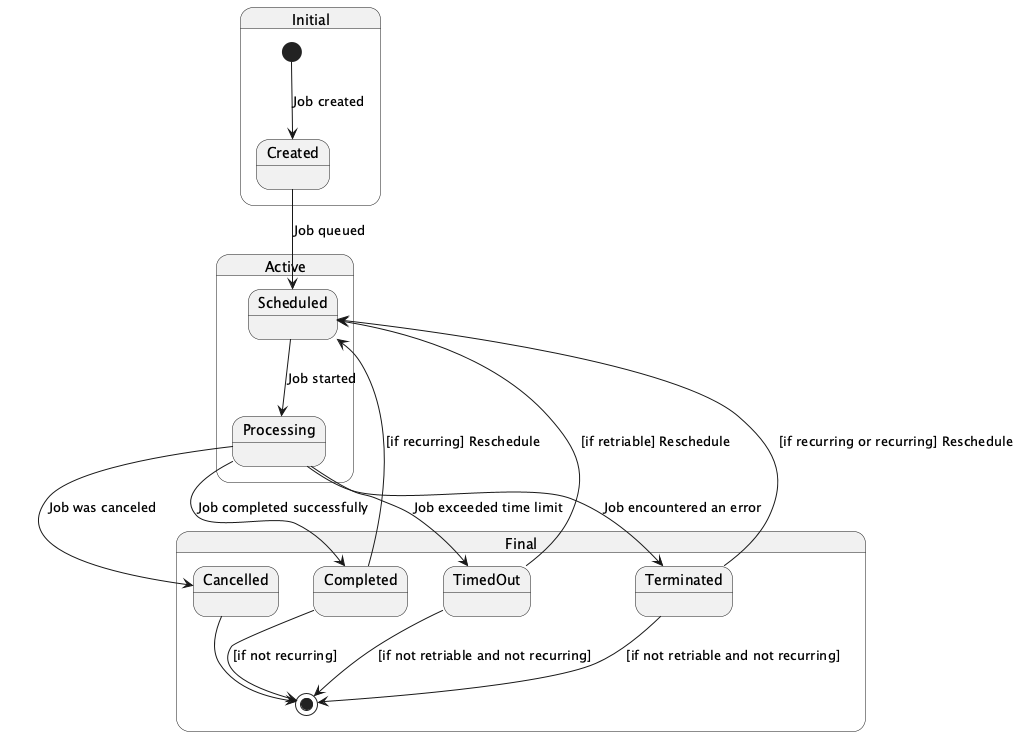 Initial
Job created
Created
Job queued
Active
Scheduled
Job started
Processing
[if recurring] Reschedule
[if retriable] Reschedule
[if recurring or recurring] Reschedule
Job was canceled
Job completed successfully
Job exceeded time limit
Job encountered an error
Final
Cancelled
Completed
TimedOut
Terminated
[if not recurring]
[if not retriable and not recurring]
[if not retriable and not recurring]